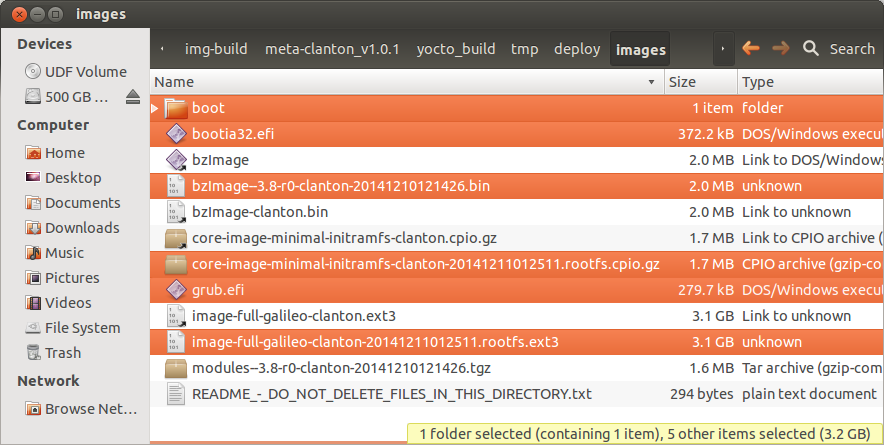 images
Devices
UDF Volume
500 GB ...
Computer
Home
Desktop
Documents
Downloads
Music
Pictures
Videos
File System
Trash
Network
Browse Net...
img-build meta-clanton_v1.0.1 yocto_build tmp deploy images Search
Name Size Type
boot 1 item folder
bootia32.efi 372.2 kB DOS/Windows execu
bzImage 2.0 MB Link to DOS/Windows
bzImage--3.8-r0-clanton-20141210121426.bin 2.0 MB unknown
bzImage-clanton.bin 2.0 MB Link to unknown
core-image-minimal-initramfs-clanton.cpio.gz 1.7 MB Link to CPIO archive (
core-image-minimal-initramfs-clanton-20141211012511.rootfs.cpio.gz 1.7 MB CPIO archive (gzip-com
grub.efi 279.7 kB DOS/Windows execu
image-full-galileo-clanton.ext3 3.1 GB Link to unknown
image-full-galileo-clanton-20141211012511.rootfs.ext3 3.1 GB unknown
modules--3.8-r0-clanton-20141210121426.tgz 1.6 MB Tar archive (gzip-com
README_-_DO_NOT_DELETE_FILES_IN_THIS_DIRECTORY.txt 294 bytes plain text document
1 folder selected (containing 1 item), 5 other items selected (3.2 GB)